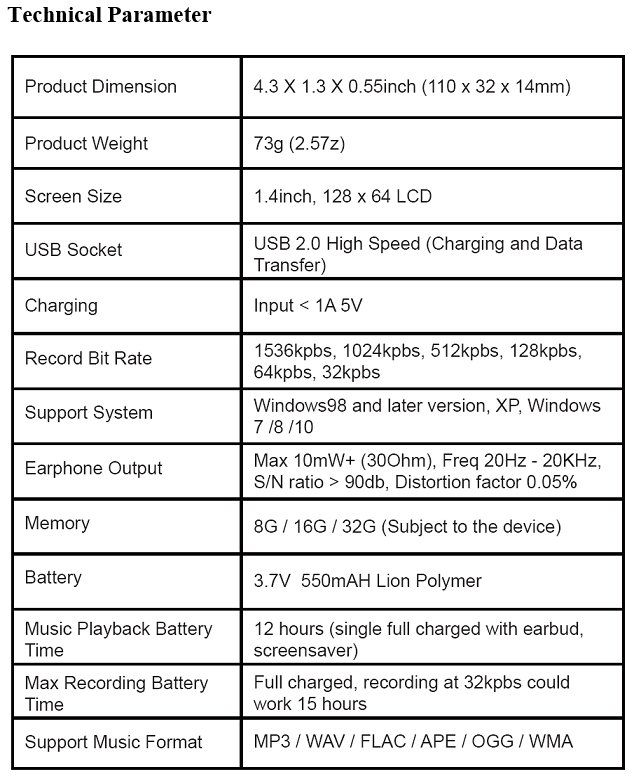 Technical Parameter
Product Dimension
4.3 X 1.3 X 0.55inch (110 x 32 x 14mm)
Product Weight
73g (2.57z)
Screen Size
1.4inch, 128 x 64 LCD
USB Socket
USB 2.0 High Speed (Charging and Data
Transfer)
Charging
Input < 1A 5V
Record Bit Rate
1536kpbs, 1024kpbs, 512kpbs, 128kpbs,
64kpbs, 32kpbs
Support System
Windows98 and later version, XP, Windows
7 /8 /10
Earphone Output
Max 10mW+ (30Ohm), Freq 20Hz - 20KHz,
S/N ratio > 90db, Distortion factor 0.05%
Memory
8G / 16G / 32G (Subject to the device)
Battery
3.7V 550mAH Lion Polymer
Music Playback Battery
Time
12 hours (single full charged with earbud,
screensaver)
Max Recording Battery
Time
Full charged, recording at 32kpbs could
work 15 hours
Support Music Format
MP3 / WAV / FLAC / APE / OGG / WMA